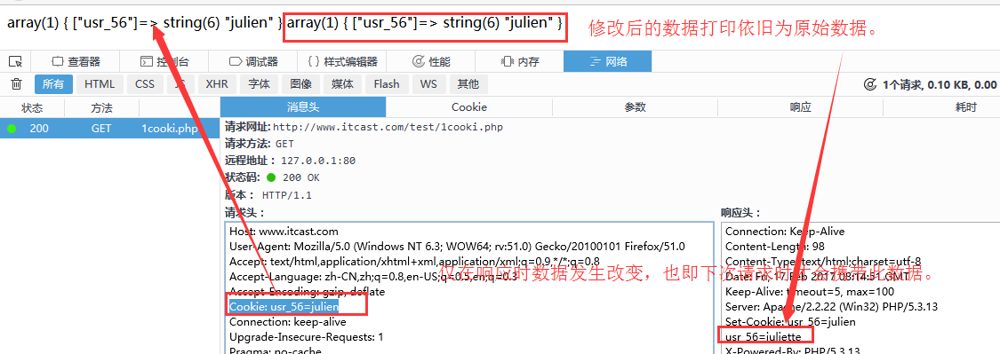 array(1) { ["usr_56"]=> string(6) "julien" } array(1) { ["usr_56"]=> string(6) "julien" }
修改后的数据打印依旧为原始数据。
查看器 控制台 调试器 { } 样式编辑器 性能 内存 网络
所有 HTML CSS JS XHR 字体 图像 媒体 Flash WS 其他 1个请求, 0.10 KB, 0.00
状态 方法 消息头 Cookie 参数 响应 耗时
200 GET 1cooki.php
请求网址: http://www.itcast.com/test/1cooki.php
请求方法: GET
远程地址: 127.0.0.1:80
状态码: 200 OK
版本: HTTP/1.1
请求头:
Host: www.itcast.com
User-Agent: Mozilla/5.0 (Windows NT 6.3; WOW64; rv:51.0) Gecko/20100101 Firefox/51.0
Accept: text/html,application/xhtml+xml,application/xml;q=0.9,*/*;q=0.8
Accept-Language: zh-CN,zh;q=0.8,en-US;q=0.5,en;q=0.3
Accept-Encoding: gzip, deflate
Cookie: usr_56=julien
Connection: keep-alive
Upgrade-Insecure-Requests: 1
Pragma: no-cache
仅在响应时数据发生改变，也即下次请求时才会携带此数据。
响应头:
Connection: Keep-Alive
Content-Length: 98
Content-Type: text/html;charset=utf-8
Date: Fri, 17 Feb 2017 GMT
Keep-Alive: timeout=5, max=100
Server: Apache/2.2.22 (Win32) PHP/5.3.13
Set-Cookie: usr_56=julien
usr_56=juliette
X-Powered-By: PHP/5.3.13